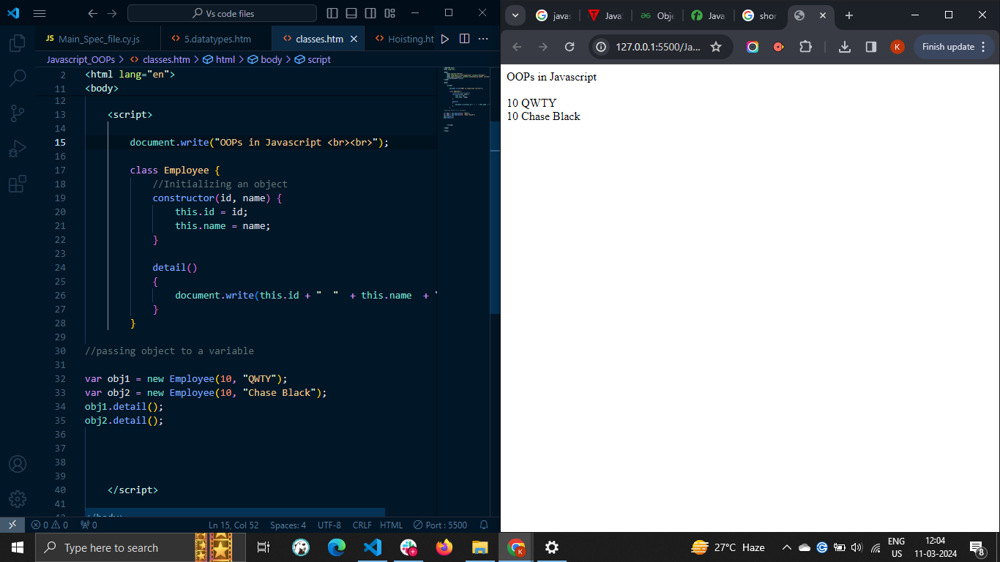 Vs code files
JS Main_Spec_file.cy.js
5.datatypes.htm
classes.htm
Hoisting.ht
Javascript_OOPs > classes.htm > html > body > script
2 <html lang="en">
11 <body>
12
13 <script>
14
15 document.write("OOPs in Javascript <br><br>");
16
17 class Employee {
18 //Initializing an object
19 constructor(id, name) {
20 this.id = id;
21 this.name = name;
22 }
23
24 detail()
25 {
26 document.write(this.id + "  "  + this.name  + "
27 }
28 }
29
30 //passing object to a variable
31
32 var obj1 = new Employee(10, "QWTY");
33 var obj2 = new Employee(10, "Chase Black");
34 obj1.detail();
35 obj2.detail();
36
37
38
39
40 </script>
41
0 0 0
Ln 15, Col 52 Spaces: 4 UTF-8 CRLF HTML Port : 5500
javas
Java
Obje
Java
shor
127.0.0.1:5500/Ja...
K
Finish update
OOPs in Javascript
10 QWTY
10 Chase Black
Type here to search
27°C Haze
ENG
US
12:04
11-03-2024
8